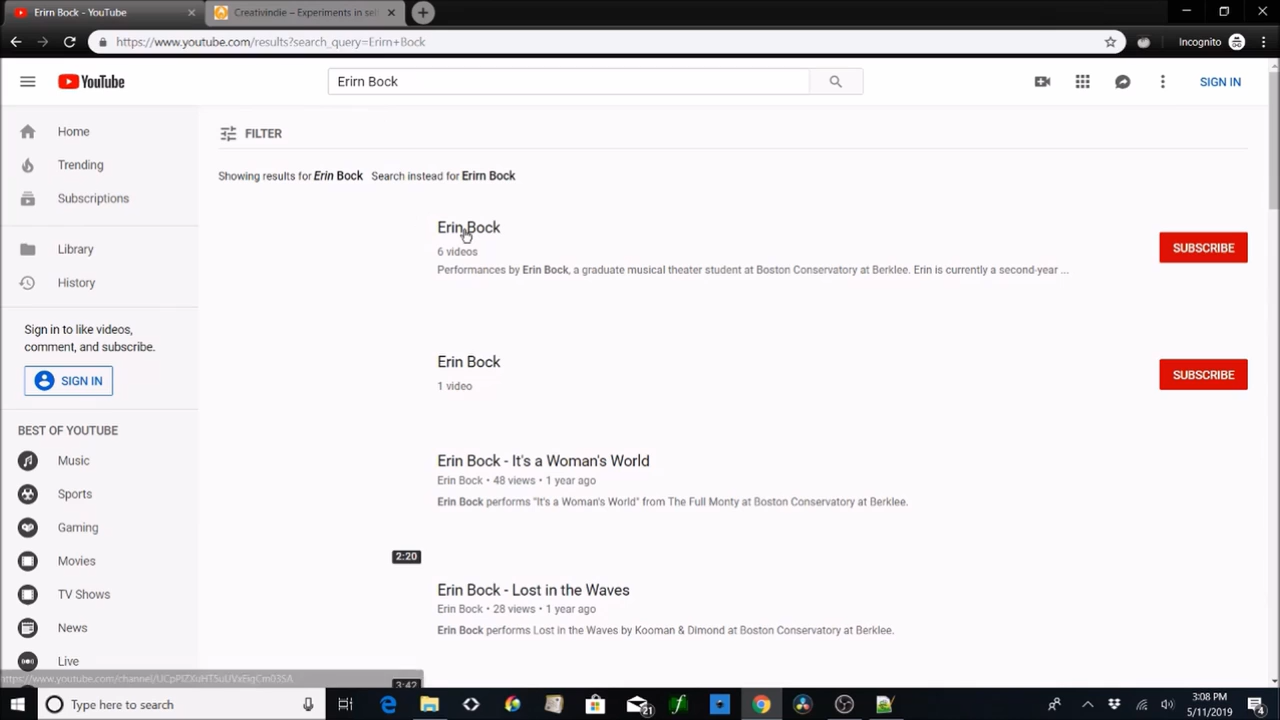 Erirn Bock - YouTube
Creativindie – Experiments in sel
https://www.youtube.com/results?search_query=Erirn+Bock
Incognito
YouTube
Erirn Bock
SIGN IN
Home
Trending
Subscriptions
Library
History
Sign in to like videos,
comment, and subscribe.
SIGN IN
BEST OF YOUTUBE
Music
Sports
Gaming
Movies
TV Shows
News
Live
FILTER
Showing results for Erin Bock Search instead for Erirn Bock
Erin Bock
6 videos
Performances by Erin Bock, a graduate musical theater student at Boston Conservatory at Berklee. Erin is currently a second-year ...
SUBSCRIBE
Erin Bock
1 video
SUBSCRIBE
Erin Bock - It's a Woman's World
Erin Bock • 48 views • 1 year ago
Erin Bock performs "It's a Woman's World" from The Full Monty at Boston Conservatory at Berklee.
2:20
Erin Bock - Lost in the Waves
Erin Bock • 28 views • 1 year ago
Erin Bock performs Lost in the Waves by Kooman & Dimond at Boston Conservatory at Berklee.
3:42
Type here to search
21
3:08 PM
5/11/2019
4